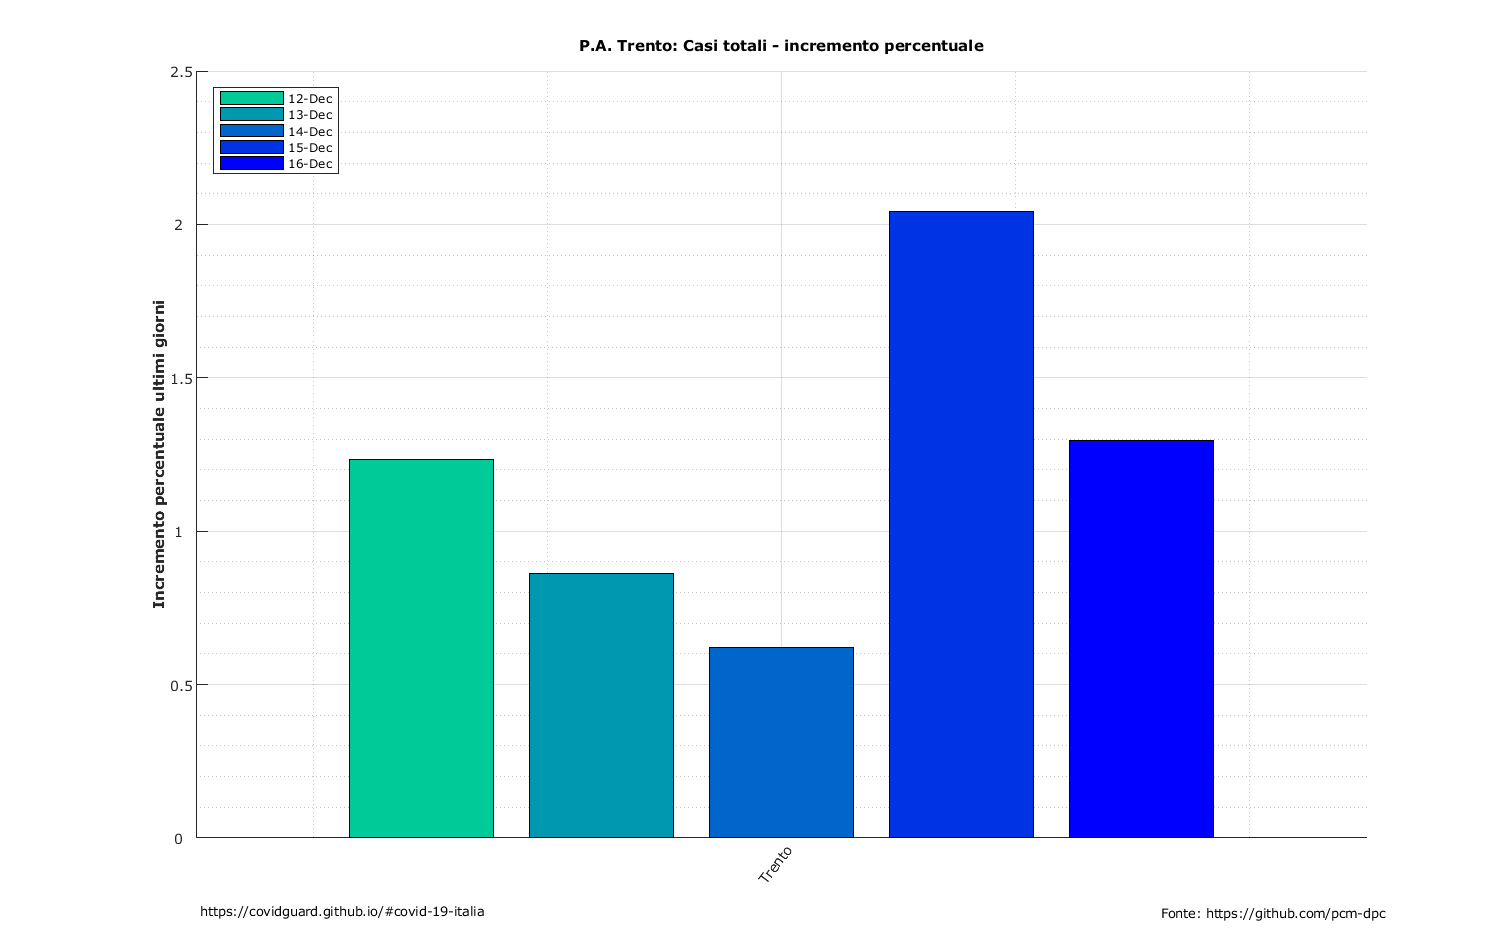 P.A. Trento: Casi totali - incremento percentuale
2.5
2
1.5
1
0.5
0
Incremento percentuale ultimi giorni
12-Dec
13-Dec
14-Dec
15-Dec
16-Dec
Trento
https://covidguard.github.io/#covid-19-italia
Fonte: https://github.com/pcm-dpc